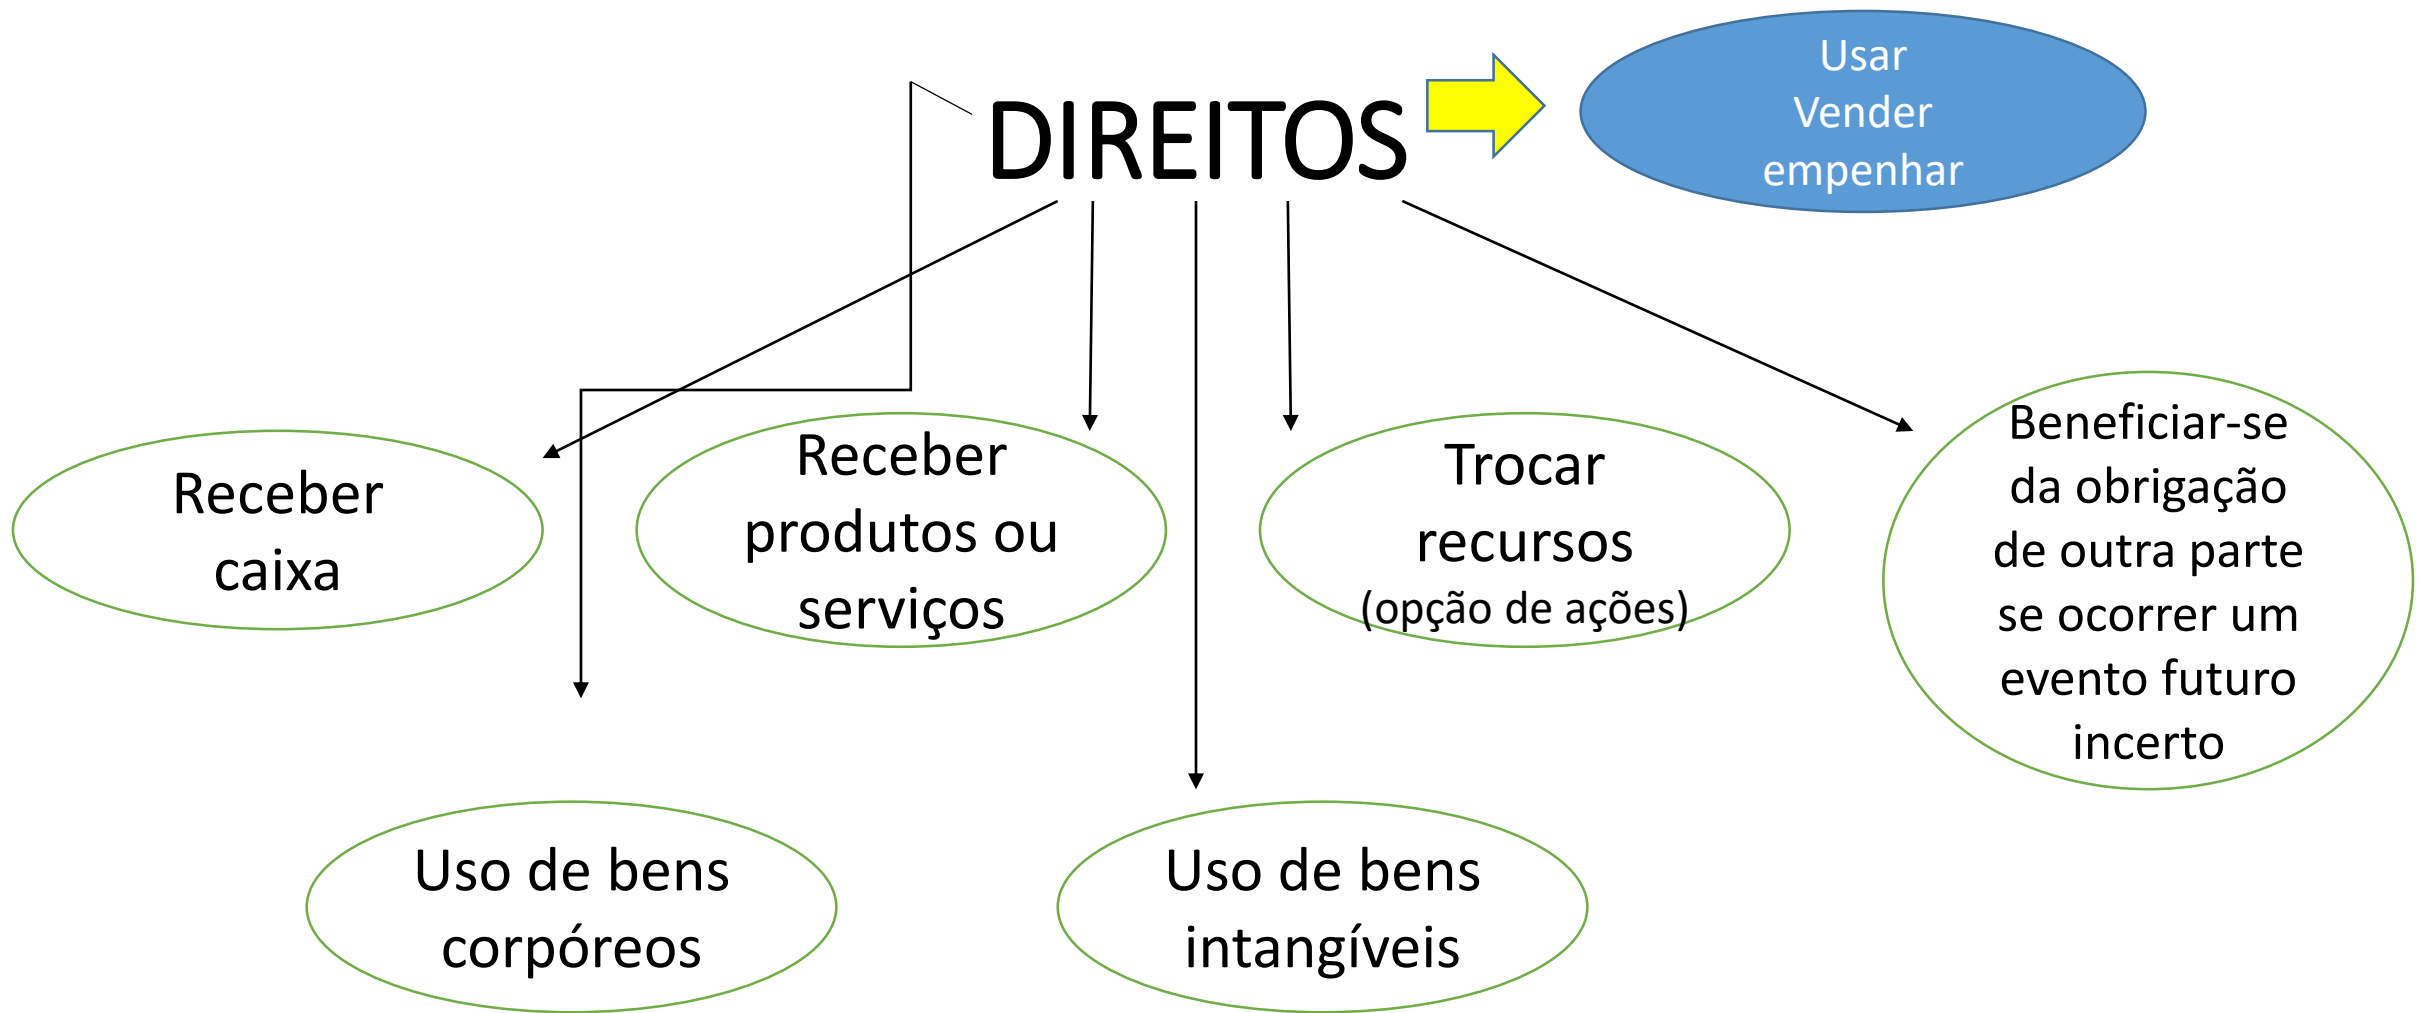 DIREITOS
Usar
Vender
empenhar
Receber
caixa
Receber
produtos ou
serviços
Trocar
recursos
(opção de ações)
Beneficiar-se
da obrigação
de outra parte
se ocorrer um
evento futuro
incerto
Uso de bens
corpóreos
Uso de bens
intangíveis